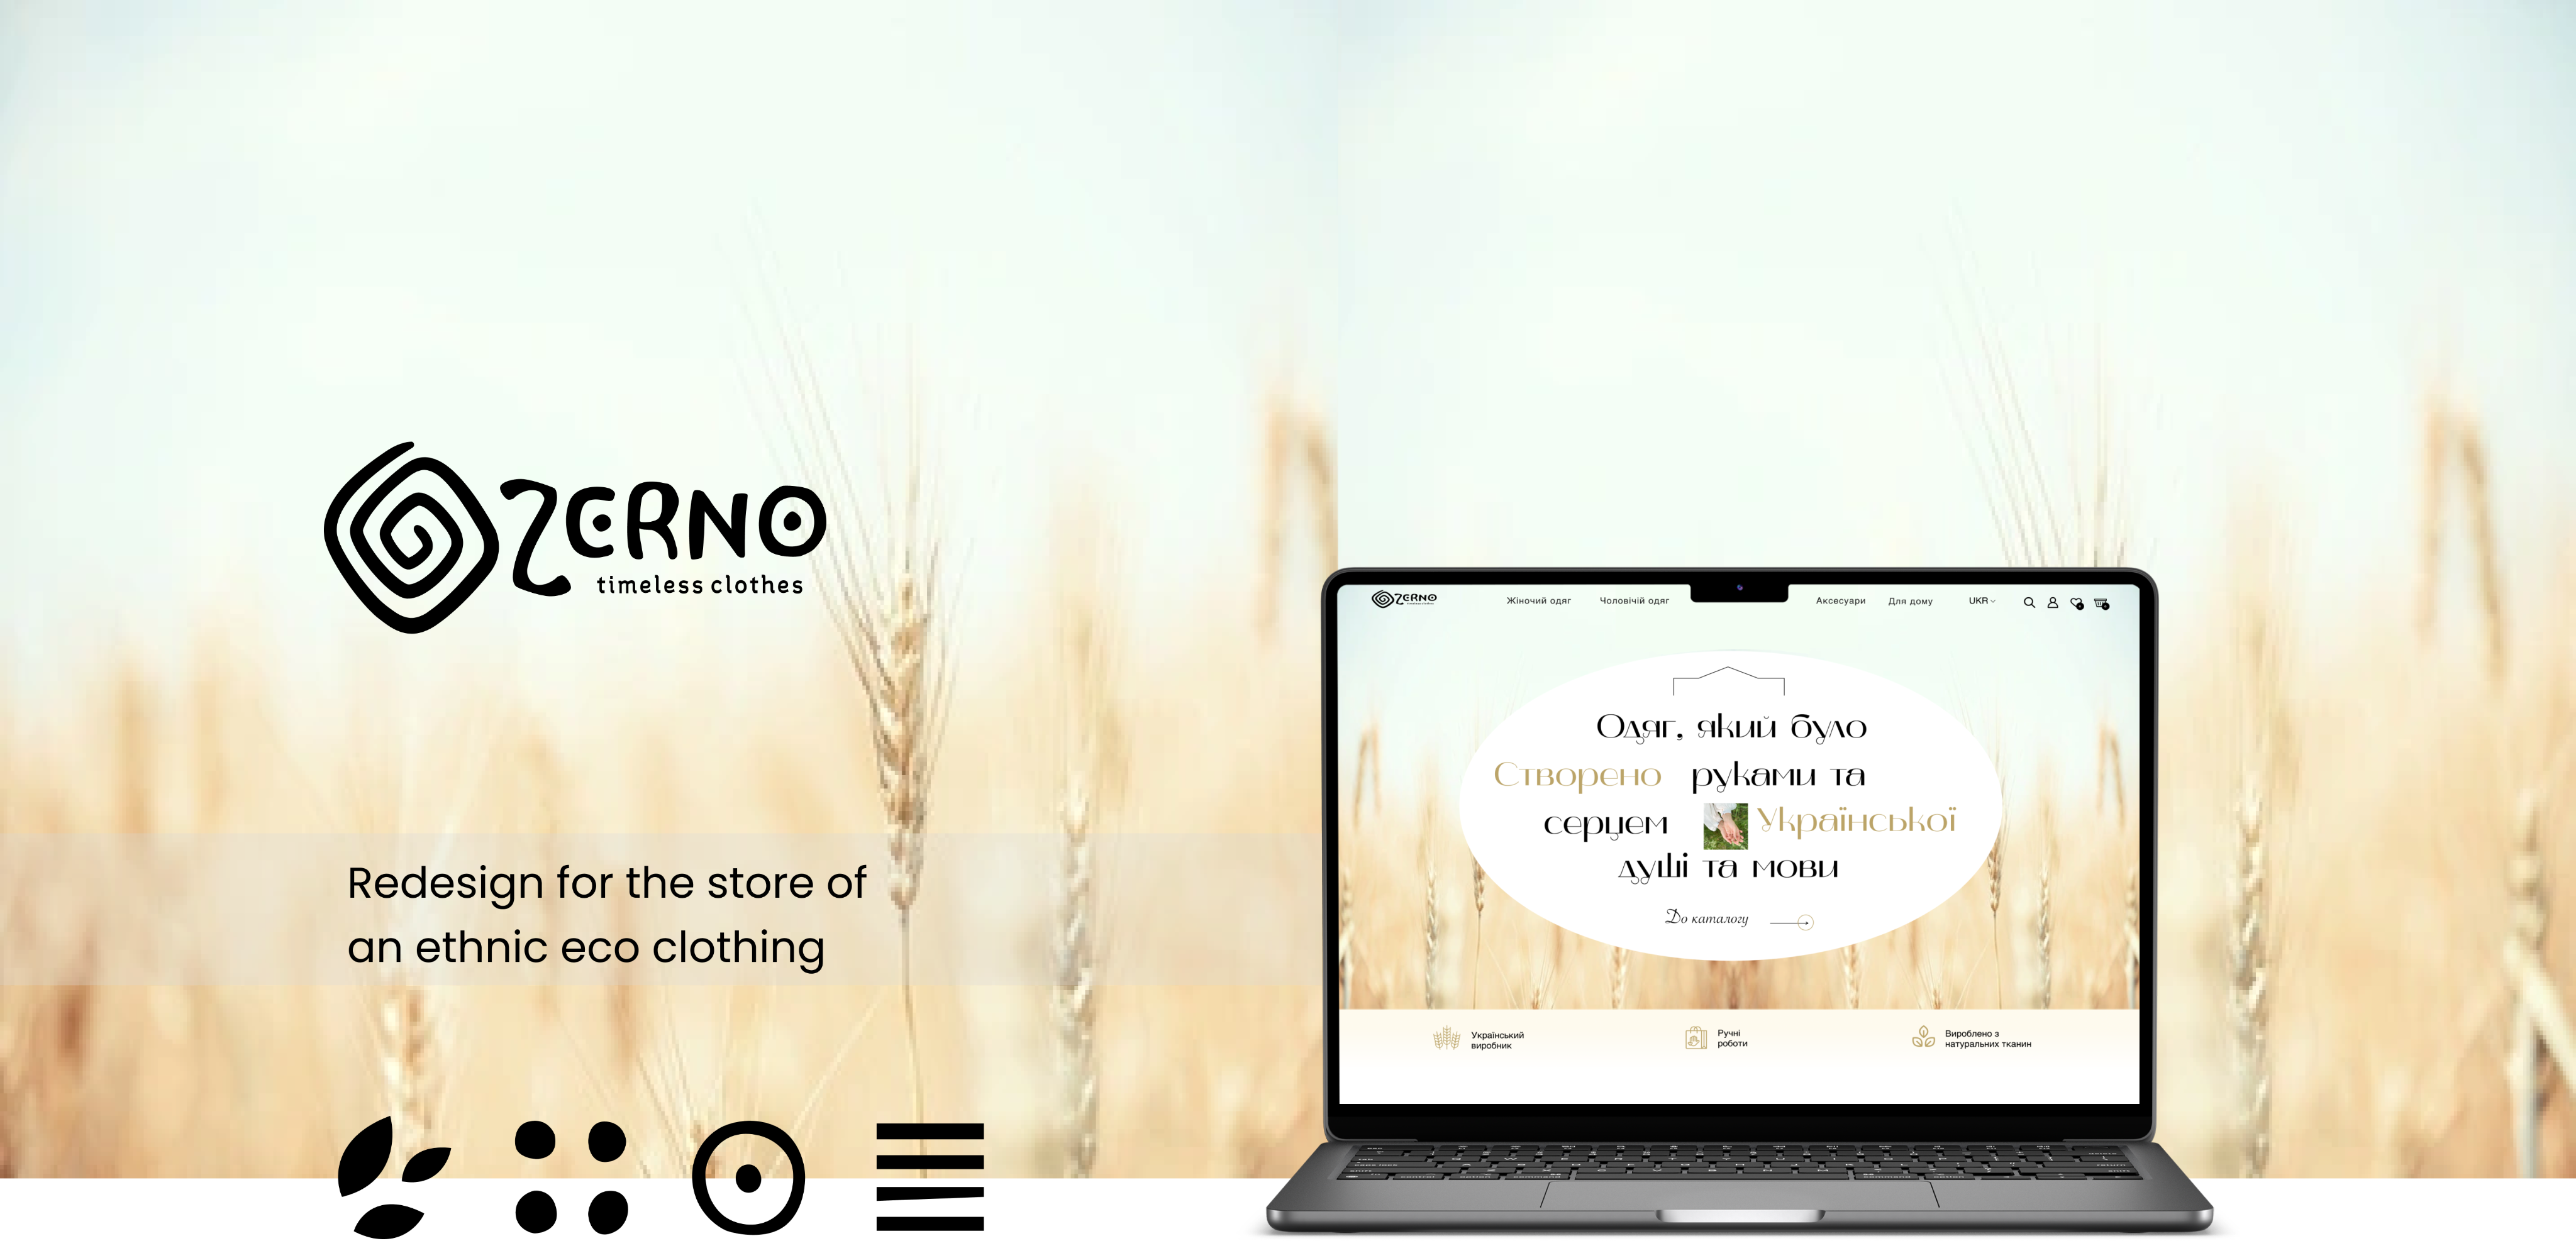 ZERNO
timeless clothes
Redesign for the store of
an ethnic eco clothing
ZERNO
Жіночий одяг
Чоловічій одяг
Аксесуари
Для дому
UKR
Одяг, який було
Створено руками та
серцем Української
душі та мови
До каталогу
Український
виробник
Ручні
роботи
Вироблено з
натуральних тканин